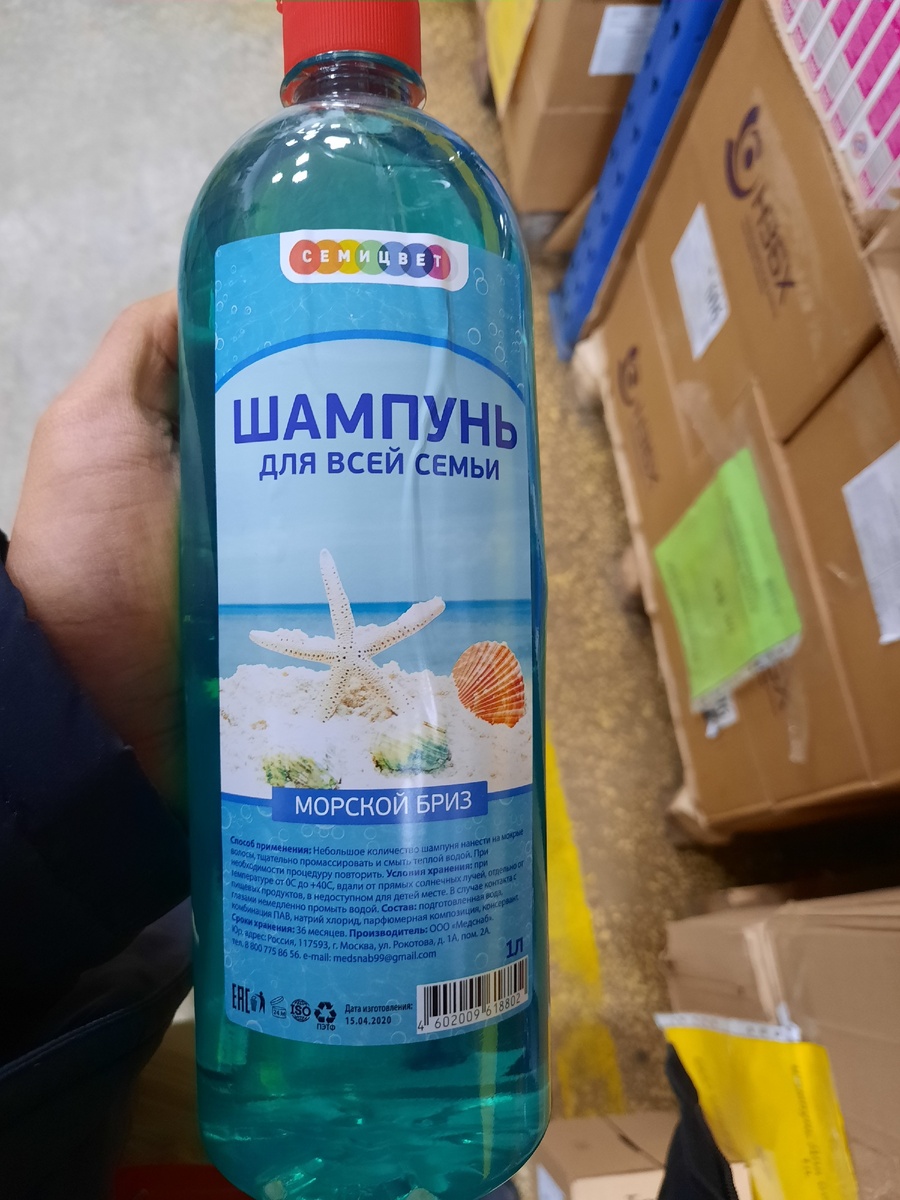 СЕМИЦВЕТ
ШАМПУНЬ
ДЛЯ ВСЕЙ СЕМЬИ
МОРСКОЙ БРИЗ
Способ применения: Небольшое количество шампуня нанести на мокрые
волосы, тщательно промассировать и смыть теплой водой. При
необходимости процедуру повторить. Условия хранения: при
температуре от 0С до +40С, вдали от прямых солнечных лучей, отдельно от
пищевых продуктов, в недоступном для детей месте. В случае контакта с
глазами немедленно промыть водой. Состав: подготовленная вода,
комбинация ПАВ, натрий хлорид, парфюмерная композиция, консервант.
Сроки хранения: 36 месяцев. Производитель: ООО «Медснаб».
Юр. адрес: Россия, 117593, г. Москва, ул. Рокотова, д. 1А, пом. 2А.
тел. 8 800 775 86 56. e-mail: medsnab99@gmail.com
1Л
EAC
ISO
ПЭТФ
Дата изготовления:
15.04.2020
4 602009 618802